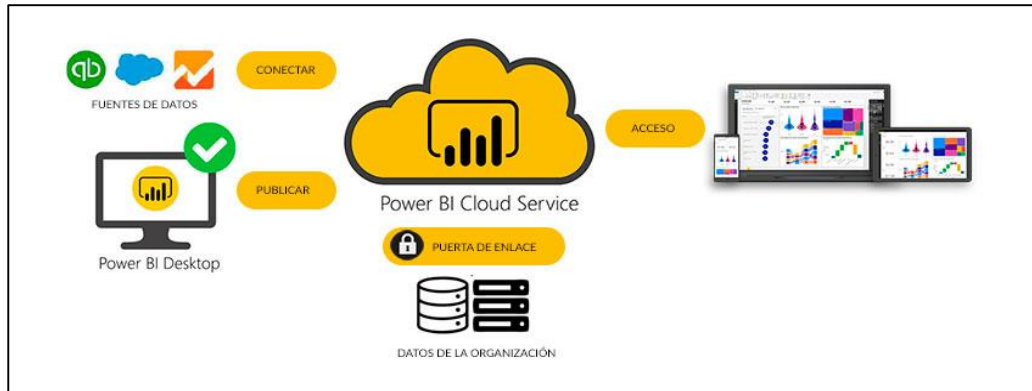 qb
CONECTAR
FUENTES DE DATOS
ACCESO
PUBLICAR
Power BI Cloud Service
Power BI Desktop
PUERTA DE ENLACE
DATOS DE LA ORGANIZACIÓN